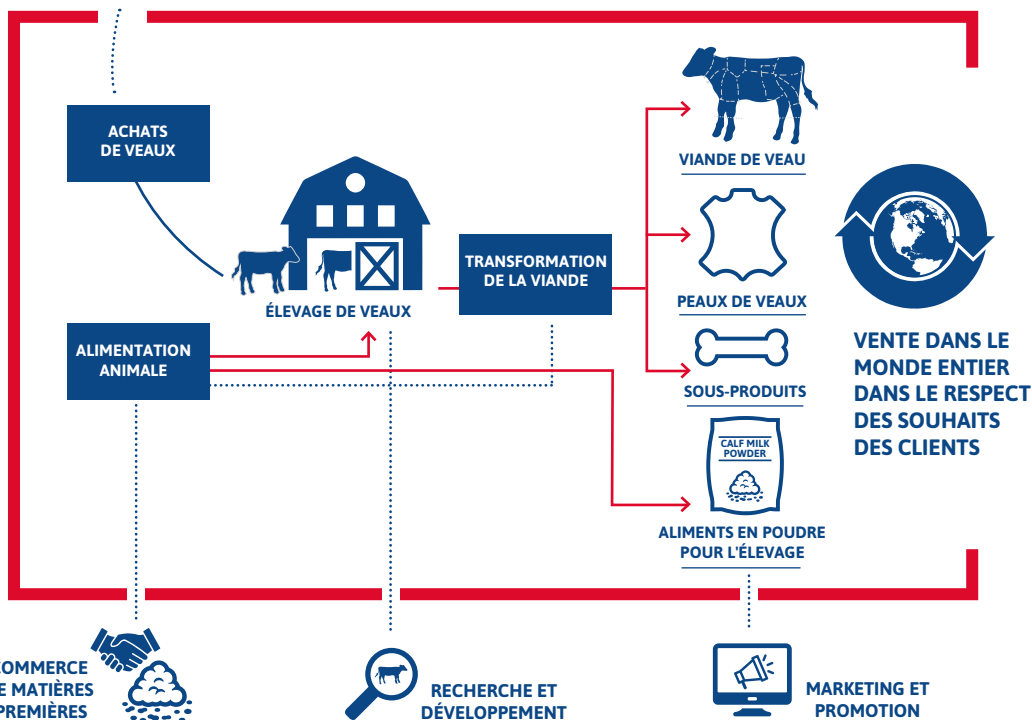 ACHATS
DE VEAUX
ÉLEVAGE DE VEAUX
ALIMENTATION
ANIMALE
TRANSFORMATION
DE LA VIANDE
VIANDE DE VEAU
PEAUX DE VEAUX
SOUS-PRODUITS
CALF MILK
POWDER
ALIMENTS EN POUDRE
POUR L'ÉLEVAGE
VENTE DANS LE
MONDE ENTIER
DANS LE RESPECT
DES SOUHAITS
DES CLIENTS
COMMERCE
E MATIÈRES
PREMIÈRES
RECHERCHE ET
DÉVELOPPEMENT
MARKETING ET
PROMOTION